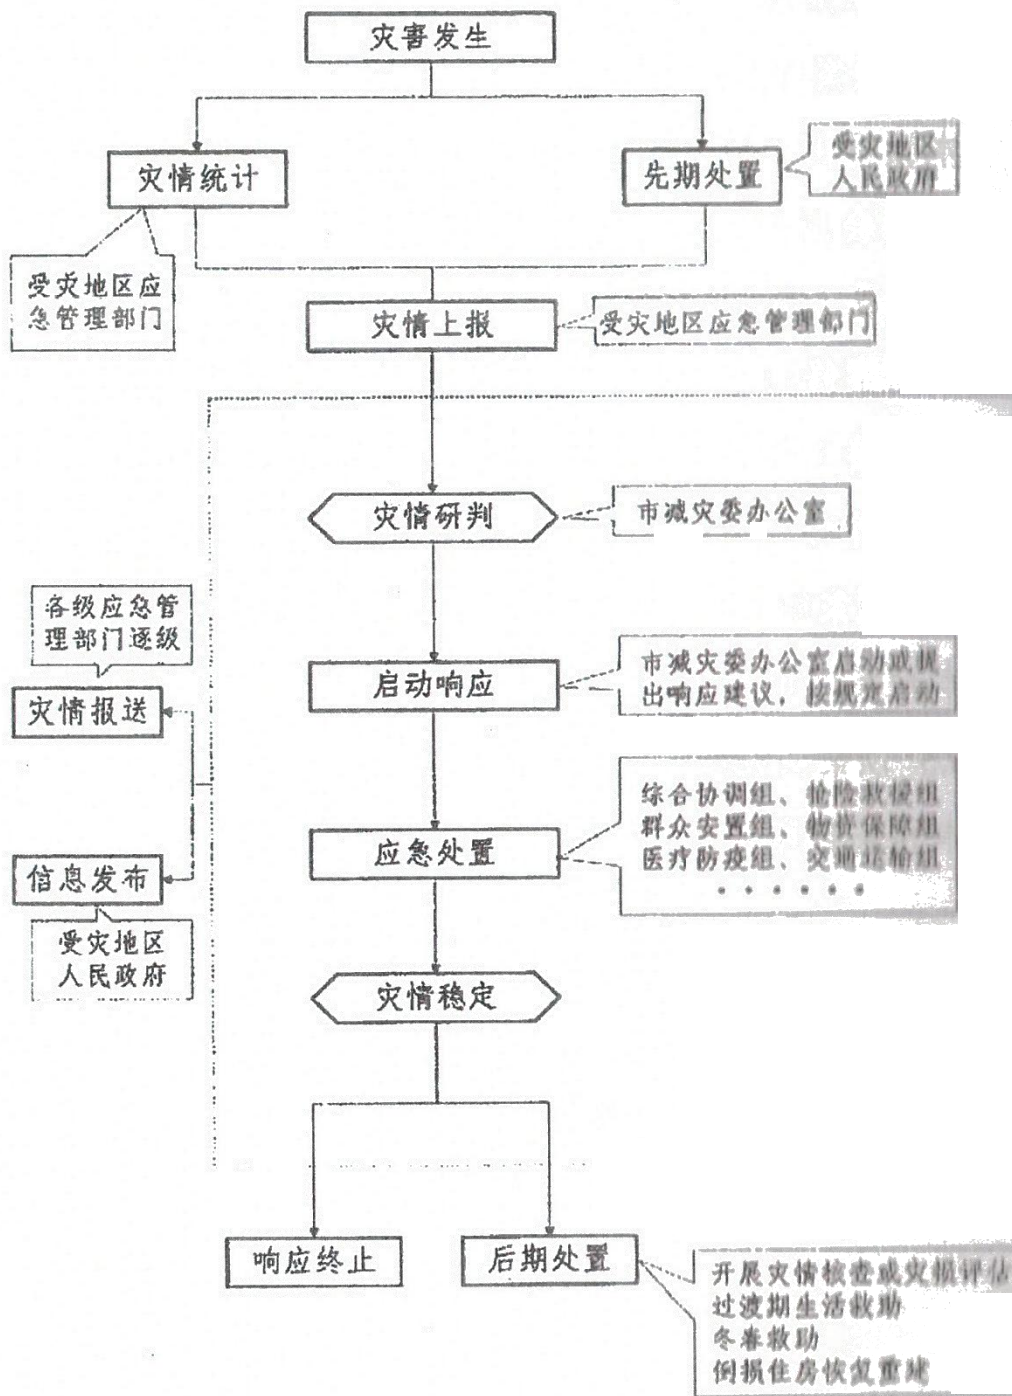 灾害发生
灾情统计
先期处置
受灾地区
人民政府
受灾地区应
急管理部门
灾情上报
受灾地区应急管理部门
灾情研判
市减灾委办公室
各级应急管
理部门逐级
灾情报送
启动响应
市减灾委办公室启动或提
出响应建议，按规定启动
综合协调组、抢险救援组
群众安置组、物资保障组
医疗防疫组、交通运输组
······
应急处置
信息发布
受灾地区
人民政府
灾情稳定
响应终止
后期处置
开展灾情核查或灾损评估
过渡期生活救助
冬春救助
倒损住房恢复重建